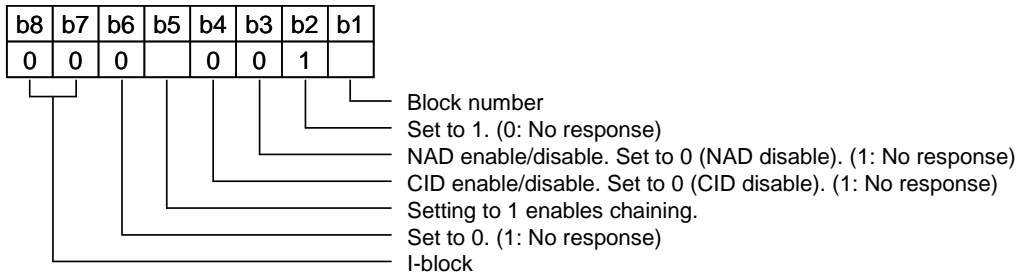 b8 b7 b6 b5 b4 b3 b2 b1
0 0 0 0 0 1
Block number
Set to 1. (0: No response)
NAD enable/disable. Set to 0 (NAD disable). (1: No response)
CID enable/disable. Set to 0 (CID disable). (1: No response)
Setting to 1 enables chaining.
Set to 0. (1: No response)
I-block